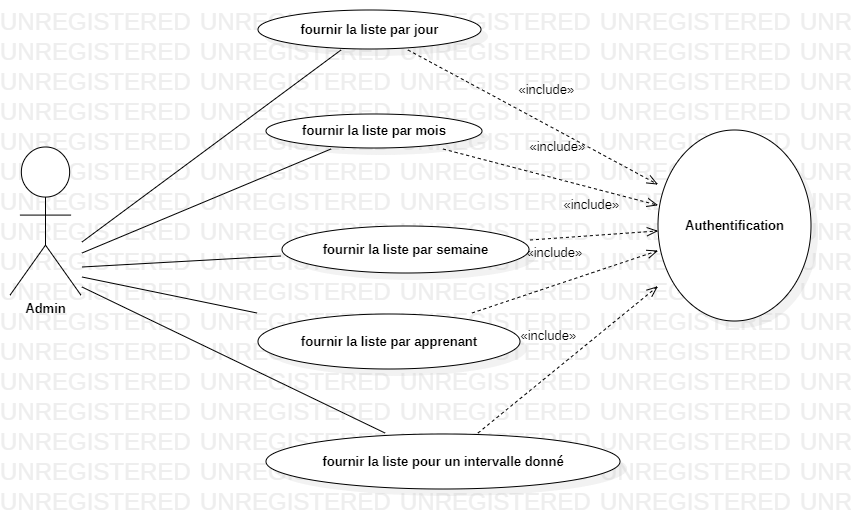 fournir la liste par jour
«include»
fournir la liste par mois
«include»
«include»
Authentification
fournir la liste par semaine
«include»
Admin
fournir la liste par apprenant
«include»
fournir la liste pour un intervalle donné
UNREGISTERED